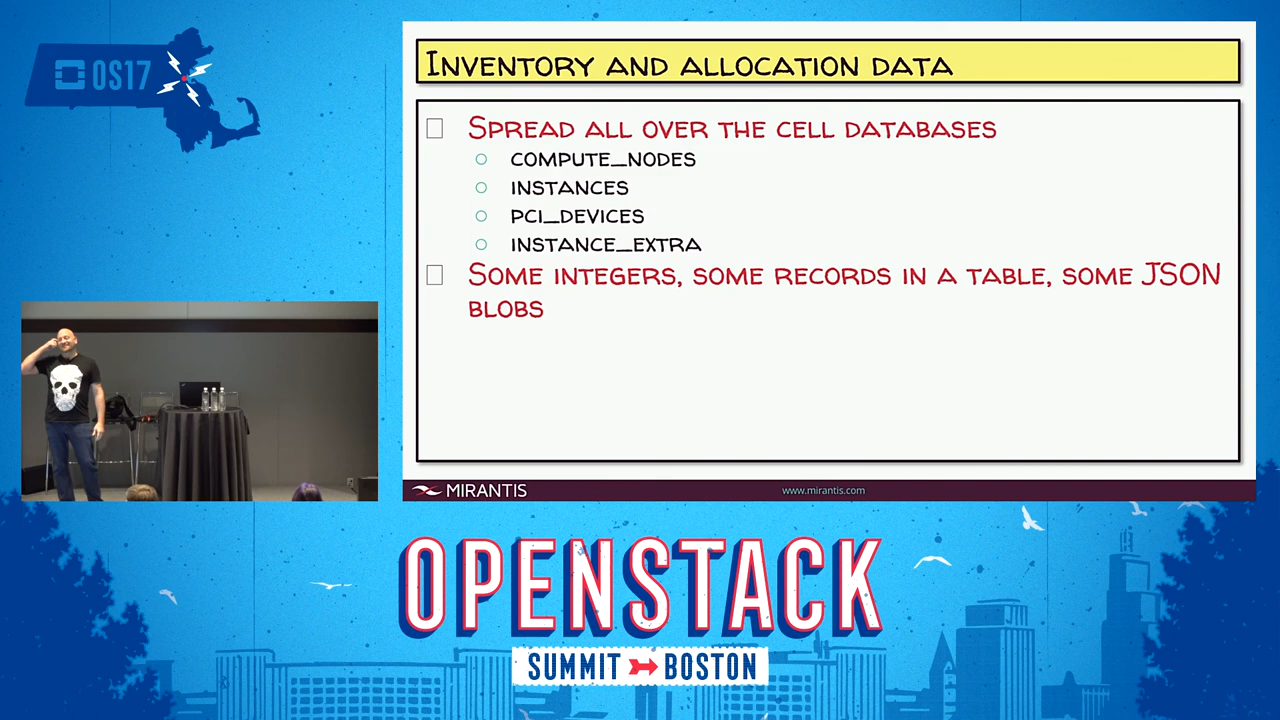 OS17
INVENTORY AND ALLOCATION DATA
SPREAD ALL OVER THE CELL DATABASES
COMPUTE_NODES
INSTANCES
PCI_DEVICES
INSTANCE_EXTRA
SOME INTEGERS, SOME RECORDS IN A TABLE, SOME JSON
BLOBS
MIRANTIS
www.mirantis.com
OPENSTACK
SUMMIT BOSTON